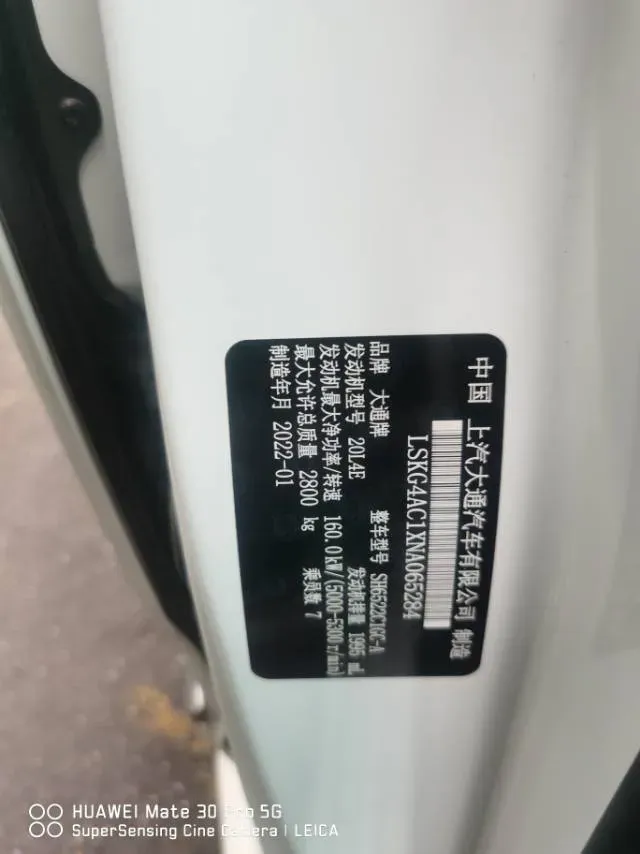 中国 上汽大通汽车有限公司 制造
LSKG4AC1XNA065284
品牌 大通牌 整车型号 SH6522C1GC-A
发动机型号 20L4E 发动机排量 1995 mL
发动机最大净功率/转速 160.0kW/(5000-5300r/min)
最大允许总质量 2800 kg 乘员数 7
制造年月 2022-01
HUAWEI Mate 30 Pro 5G
SuperSensing Cine Camera | LEICA